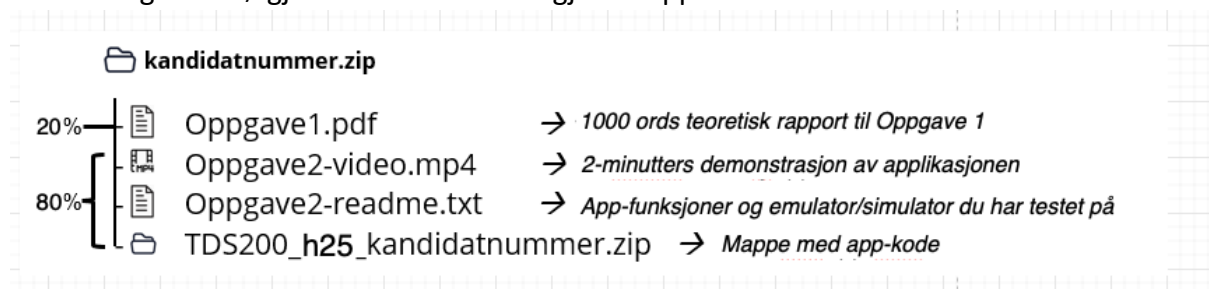 kandidatnummer.zip
20% Oppgave1.pdf → 1000 ords teoretisk rapport til Oppgave 1
Oppgave2-video.mp4 → 2-minutters demonstrasjon av applikasjonen
80% Oppgave2-readme.txt → App-funksjoner og emulator/simulator du har testet på
TDS200_h25_kandidatnummer.zip → Mappe med app-kode